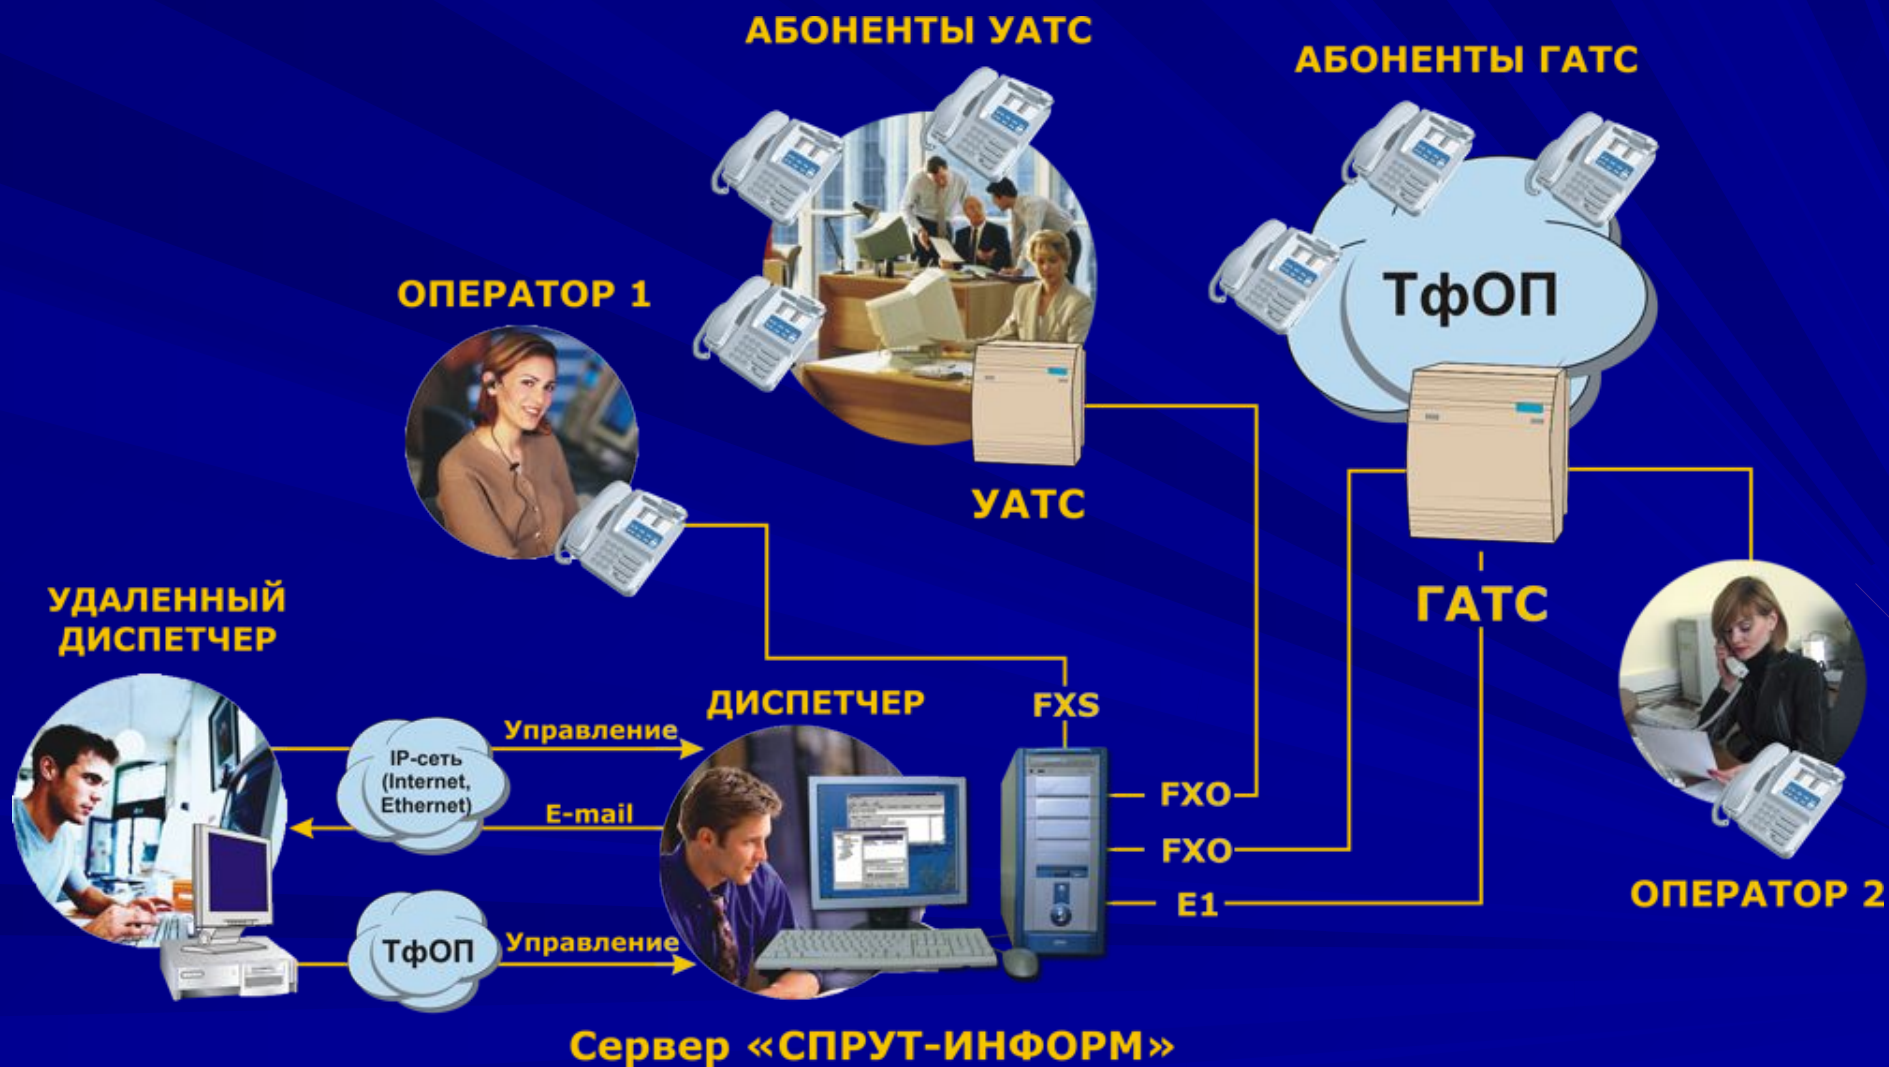 АБОНЕНТЫ УАТС
АБОНЕНТЫ ГАТС
ТфОП
ОПЕРАТОР 1
УАТС
ГАТС
УДАЛЕННЫЙ
ДИСПЕТЧЕР
ДИСПЕТЧЕР
FXS
Управление
IP-сеть
(Internet,
Ethernet)
E-mail
FXO
FXO
E1
ОПЕРАТОР 2
ТфОП
Управление
Сервер «СПРУТ-ИНФОРМ»